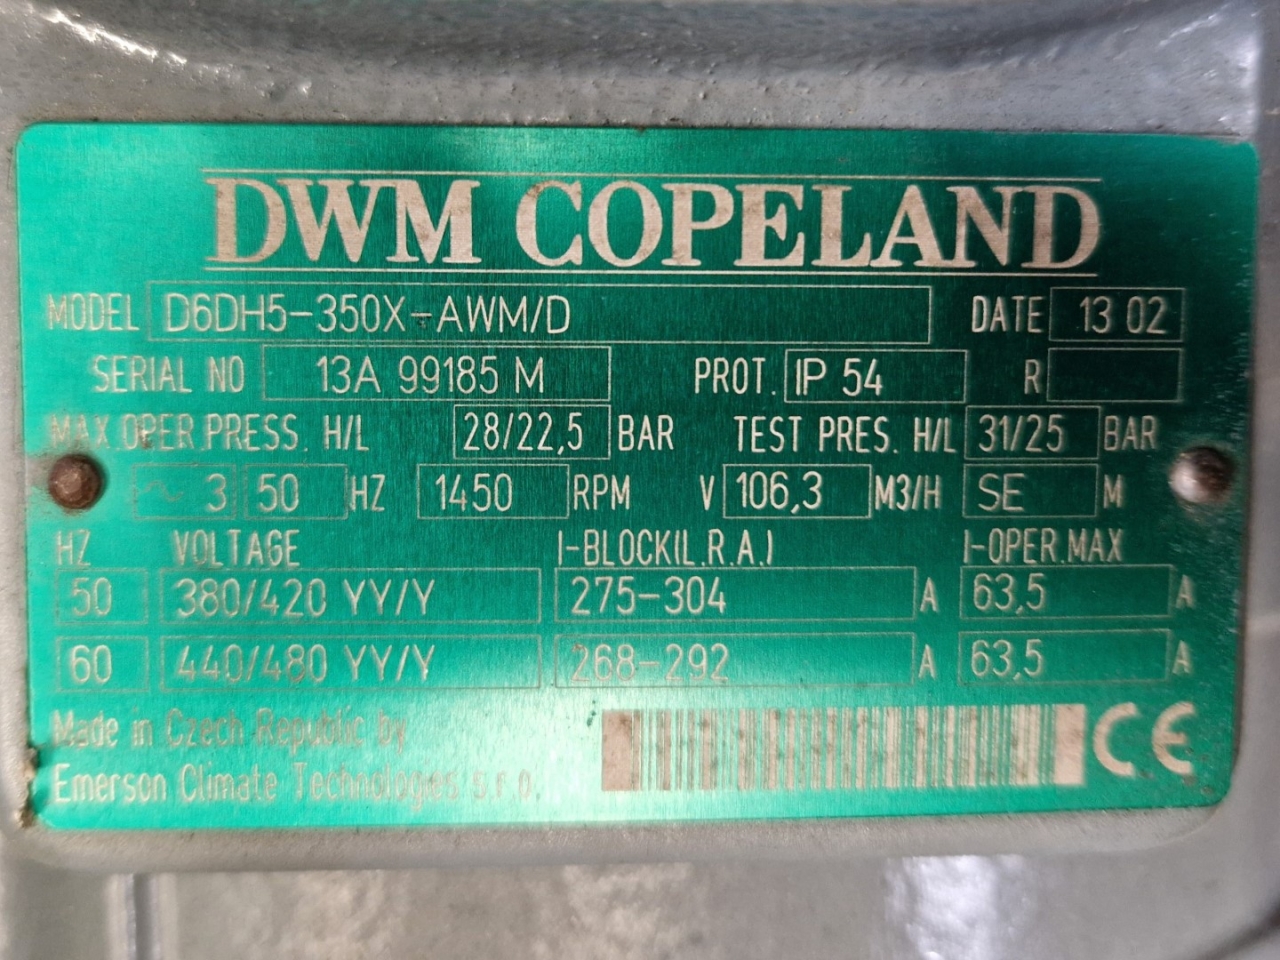 DWM COPELAND
MODEL D6DH5-350X-AWM/D DATE 13 02
SERIAL NO 13A 99185 M PROT. IP 54 R
MAX.OPER.PRESS. H/L 28/22,5 BAR TEST PRES. H/L 31/25 BAR
~ 3 50 HZ 1450 RPM V 106,3 M3/H SE M
HZ VOLTAGE I-BLOCK(L.R.A.) I-OPER.MAX
50 380/420 YY/Y 275-304 A 63,5 A
60 440/480 YY/Y 268-292 A 63,5 A
Made in Czech Republic by
Emerson Climate Technologies s.r.o.
CE